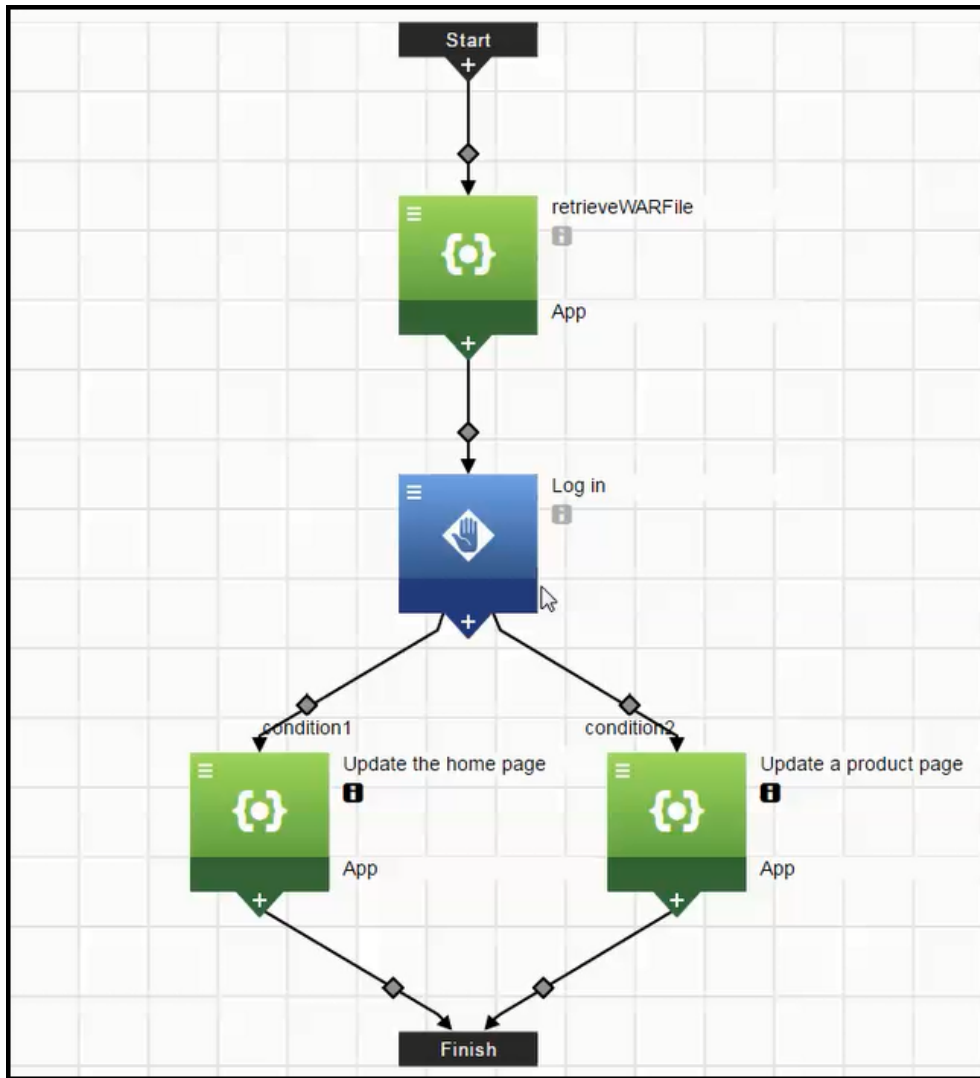 Start
retrieveWARFile
App
Log in
condition1
condition2
Update the home page
Update a product page
App
App
Finish